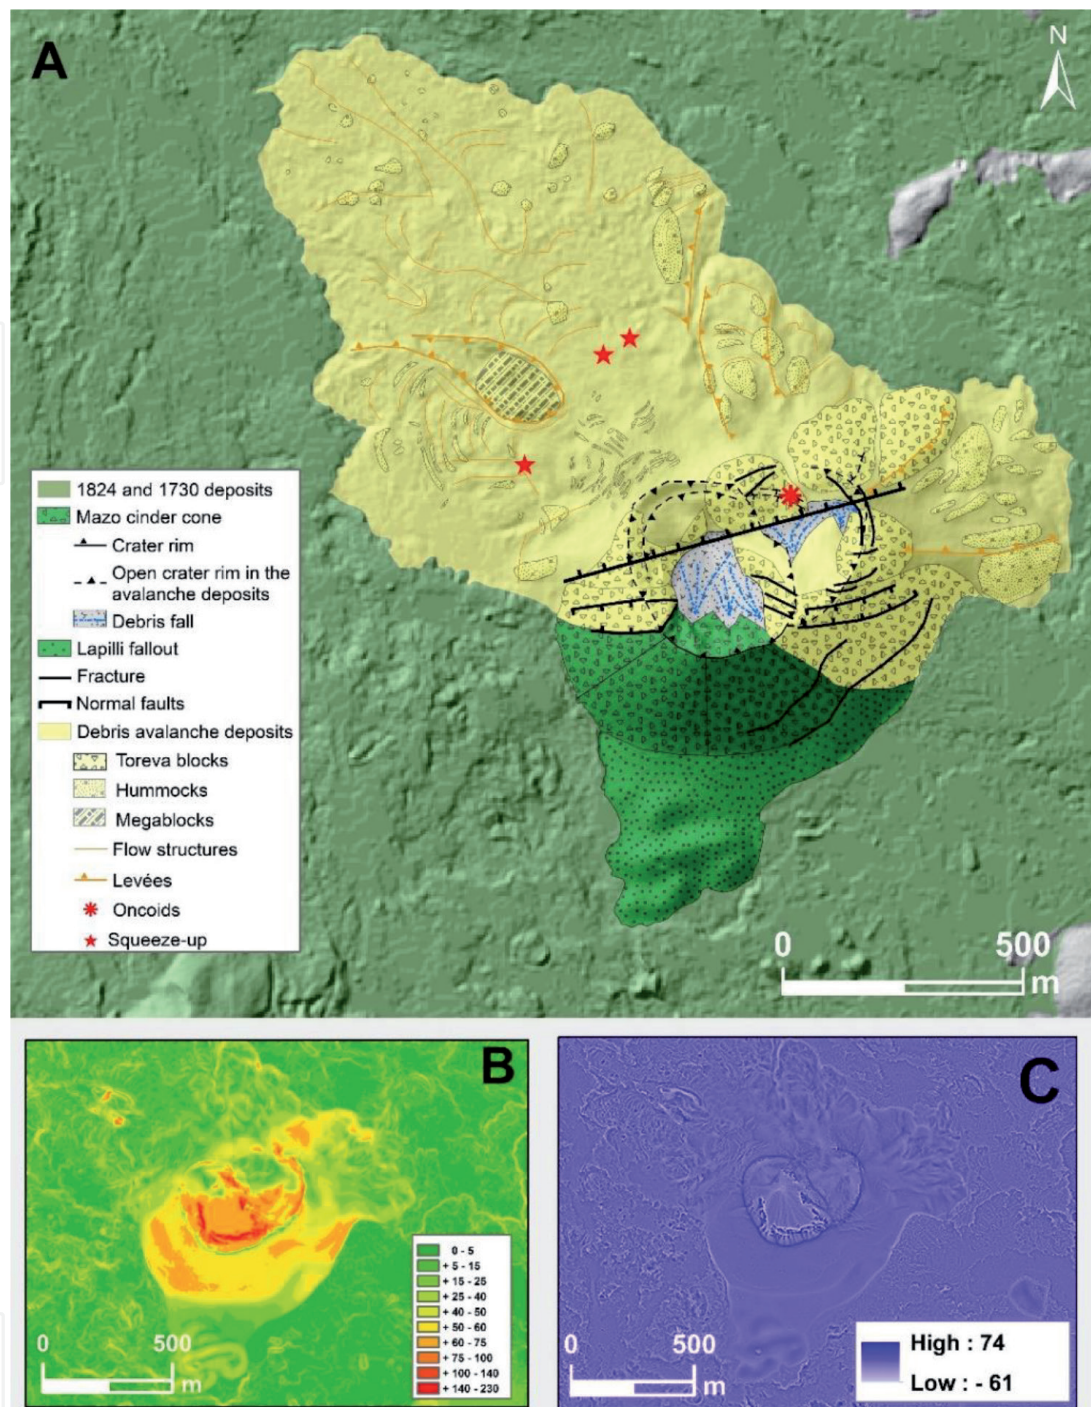 A
N
1824 and 1730 deposits
Mazo cinder cone
Crater rim
Open crater rim in the
avalanche deposits
Debris fall
Lapilli fallout
Fracture
Normal faults
Debris avalanche deposits
Toreva blocks
Hummocks
Megablocks
Flow structures
Levées
Oncoids
Squeeze-up
0 500
m
B
0 - 5
+ 5 - 15
+ 15 - 25
+ 25 - 40
+ 40 - 50
+ 50 - 60
+ 60 - 75
+ 75 - 100
+ 100 - 140
+ 140 - 230
0 500
m
C
0 500
m
High : 74
Low : - 61